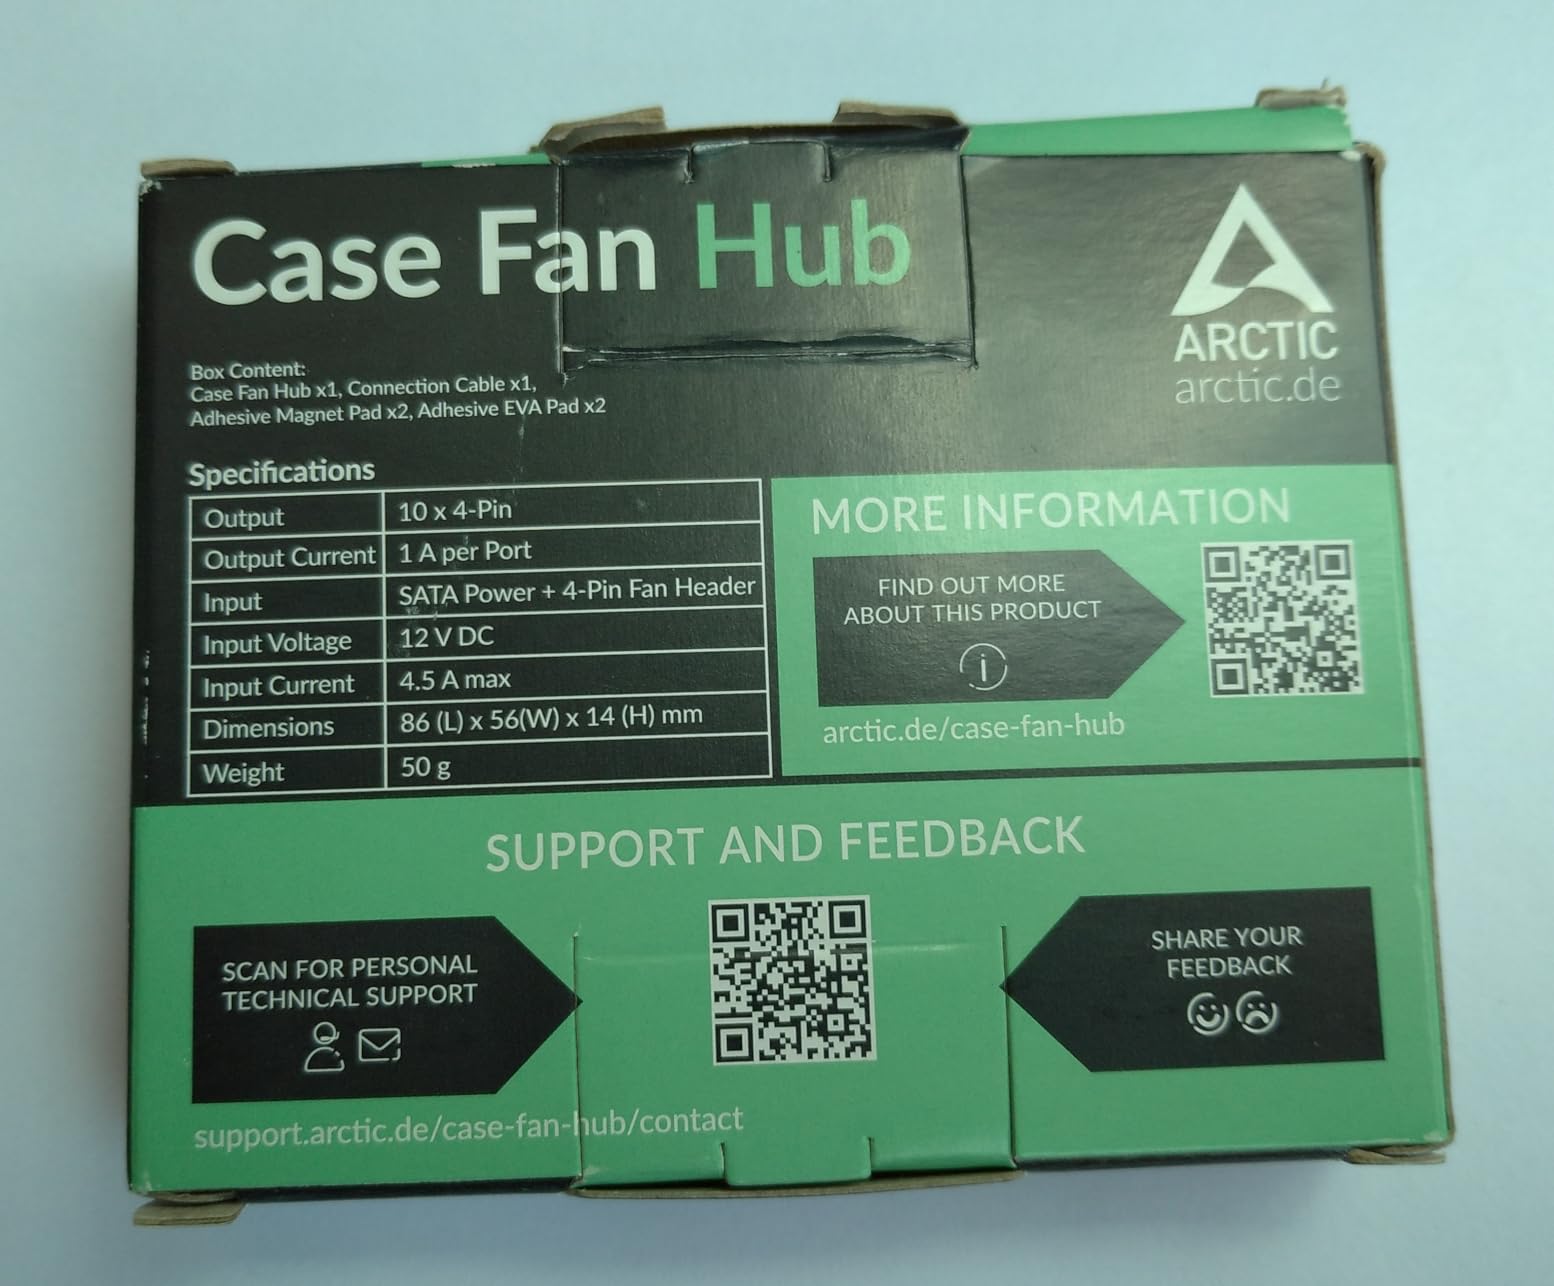 Case Fan Hub
ARCTIC
arctic.de
Box Content:
Case Fan Hub x1, Connection Cable x1,
Adhesive Magnet Pad x2, Adhesive EVA Pad x2
Specifications
Output 10 x 4-Pin
Output Current 1 A per Port
Input SATA Power + 4-Pin Fan Header
Input Voltage 12 V DC
Input Current 4.5 A max
Dimensions 86 (L) x 56(W) x 14 (H) mm
Weight 50 g
MORE INFORMATION
FIND OUT MORE
ABOUT THIS PRODUCT
i
arctic.de/case-fan-hub
SUPPORT AND FEEDBACK
SCAN FOR PERSONAL
TECHNICAL SUPPORT
support.arctic.de/case-fan-hub/contact
SHARE YOUR
FEEDBACK